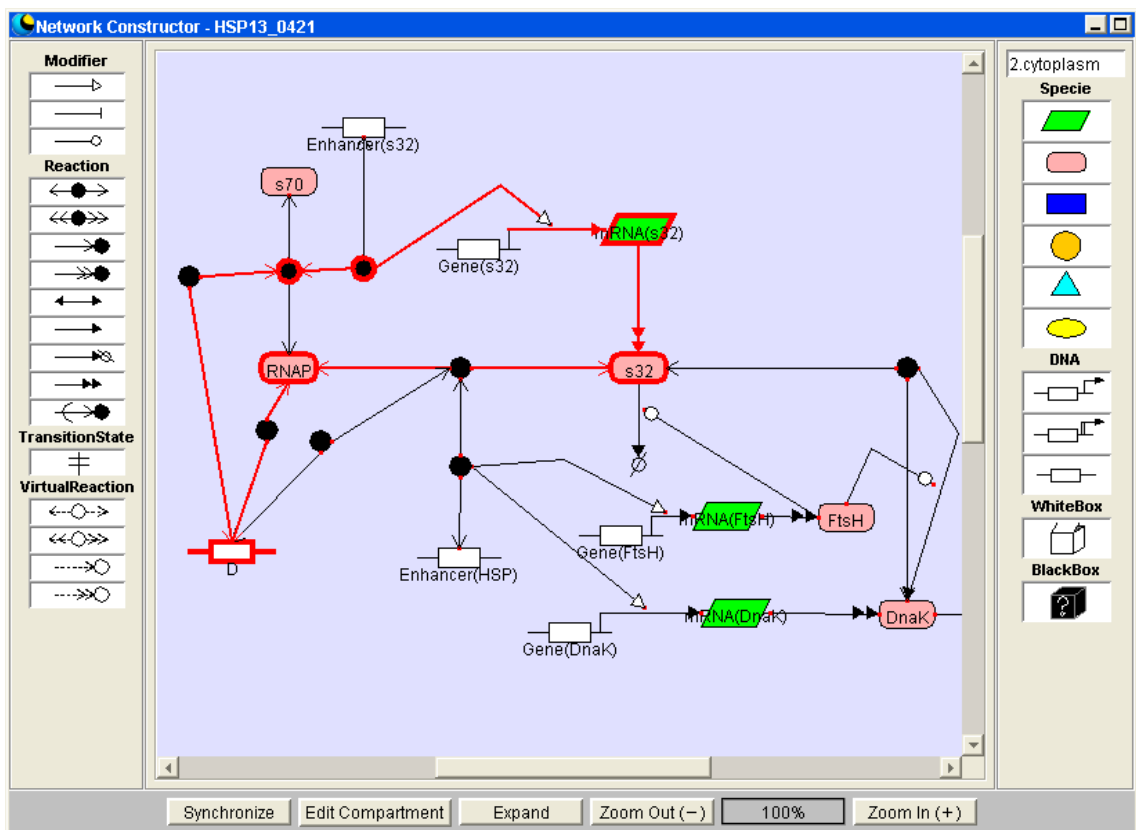 Network Constructor - HSP13_0421
Modifier
Reaction
TransitionState
VirtualReaction
Enhancer(s32)
s70
Gene(s32)
mRNA(s32)
RNAP
s32
mRNA(FtsH)
FtsH
Gene(FtsH)
D
Enhancer(HSP)
mRNA(DnaK)
DnaK
Gene(DnaK)
2.cytoplasm
Specie
DNA
WhiteBox
BlackBox
?
Synchronize
Edit Compartment
Expand
Zoom Out (−)
100%
Zoom In (+)